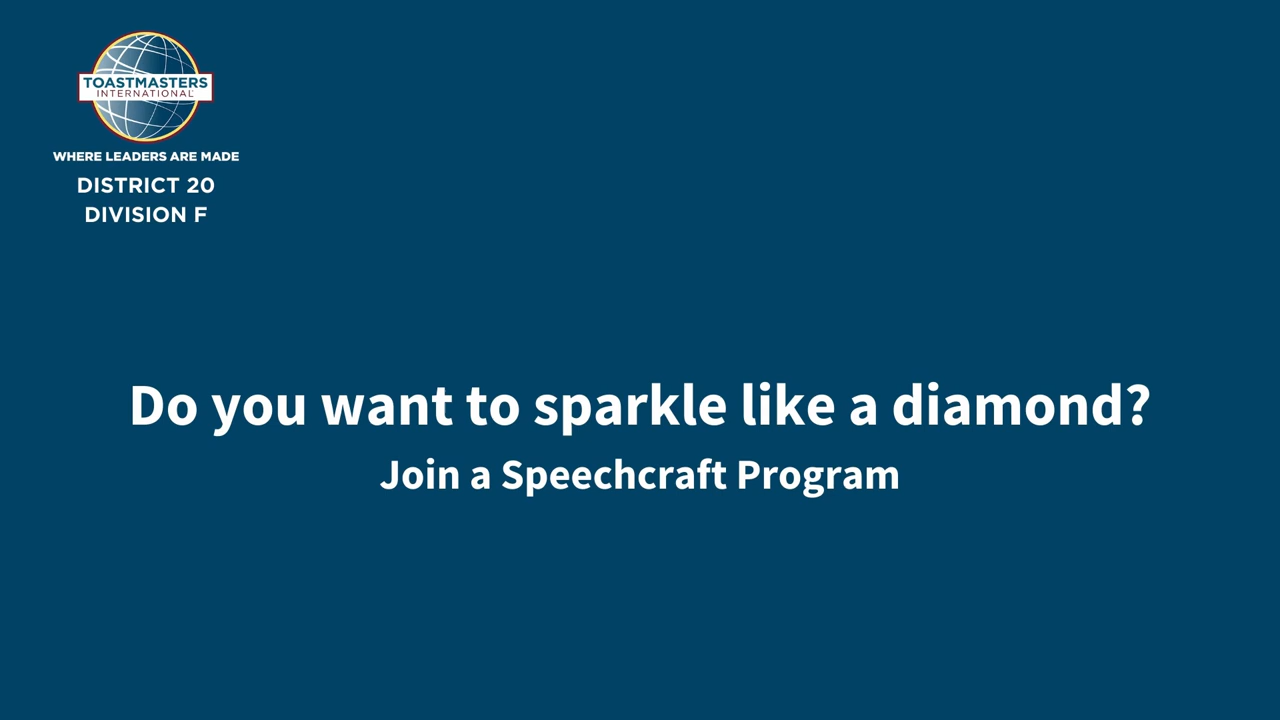 TOASTMASTERS
INTERNATIONAL
WHERE LEADERS ARE MADE
DISTRICT 20
DIVISION F
Do you want to sparkle like a diamond?
Join a Speechcraft Program